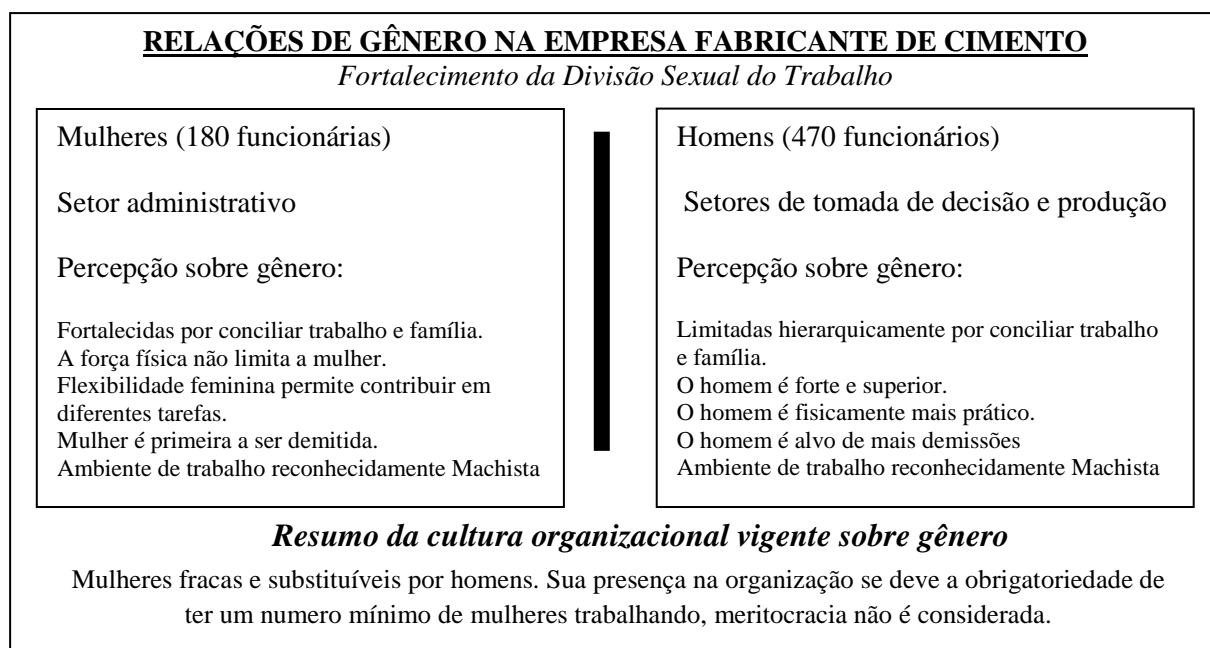 RELAÇÕES DE GÊNERO NA EMPRESA FABRICANTE DE CIMENTO
Fortalecimento da Divisão Sexual do Trabalho
Mulheres (180 funcionárias)
Setor administrativo
Percepção sobre gênero:
Fortalecidas por conciliar trabalho e família.
A força física não limita a mulher.
Flexibilidade feminina permite contribuir em
diferentes tarefas.
Mulher é primeira a ser demitida.
Ambiente de trabalho reconhecidamente Machista
Homens (470 funcionários)
Setores de tomada de decisão e produção
Percepção sobre gênero:
Limitadas hierarquicamente por conciliar trabalho
e família.
O homem é forte e superior.
O homem é fisicamente mais prático.
O homem é alvo de mais demissões
Ambiente de trabalho reconhecidamente Machista
Resumo da cultura organizacional vigente sobre gênero
Mulheres fracas e substituíveis por homens. Sua presença na organização se deve a obrigatoriedade de
ter um numero mínimo de mulheres trabalhando, meritocracia não é considerada.